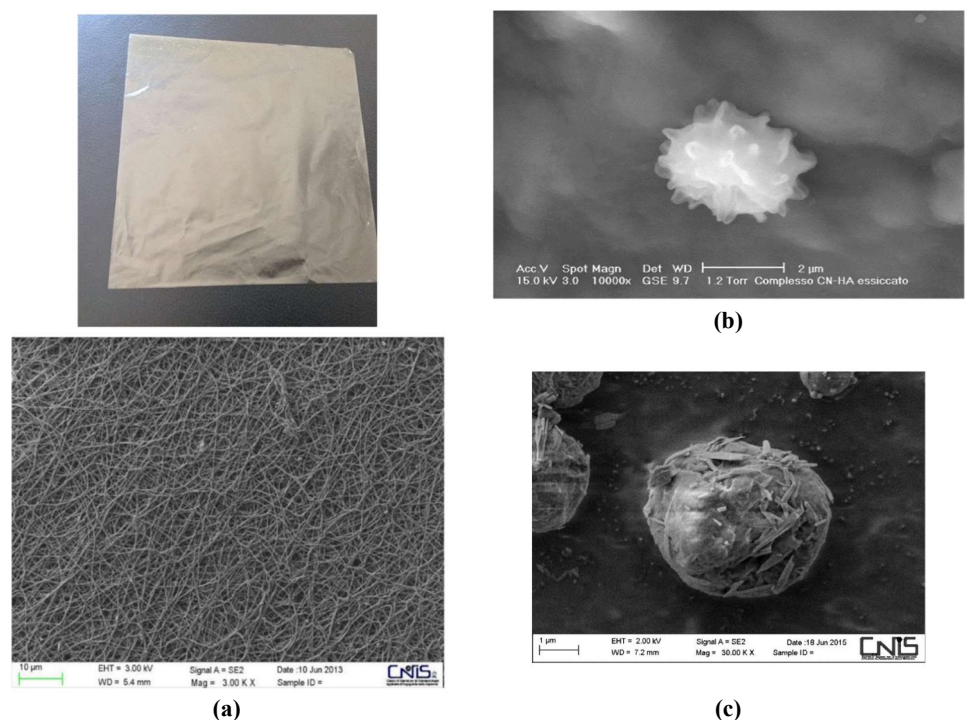 Acc.V Spot Magn Det WD 2 µm
15.0 kV 3.0 10000x GSE 9.7 1.2 Torr Complesso CN-HA essiccato
(b)
10 µm EHT = 3.00 kV Signal A = SE2 Date :10 Jun 2013
WD = 5.4 mm Mag = 3.00 K X Sample ID =
CNIS
(a)
1 µm EHT = 2.00 kV Signal A = SE2 Date :18 Jun 2015
WD = 7.2 mm Mag = 30.00 K X Sample ID =
CNIS
(c)